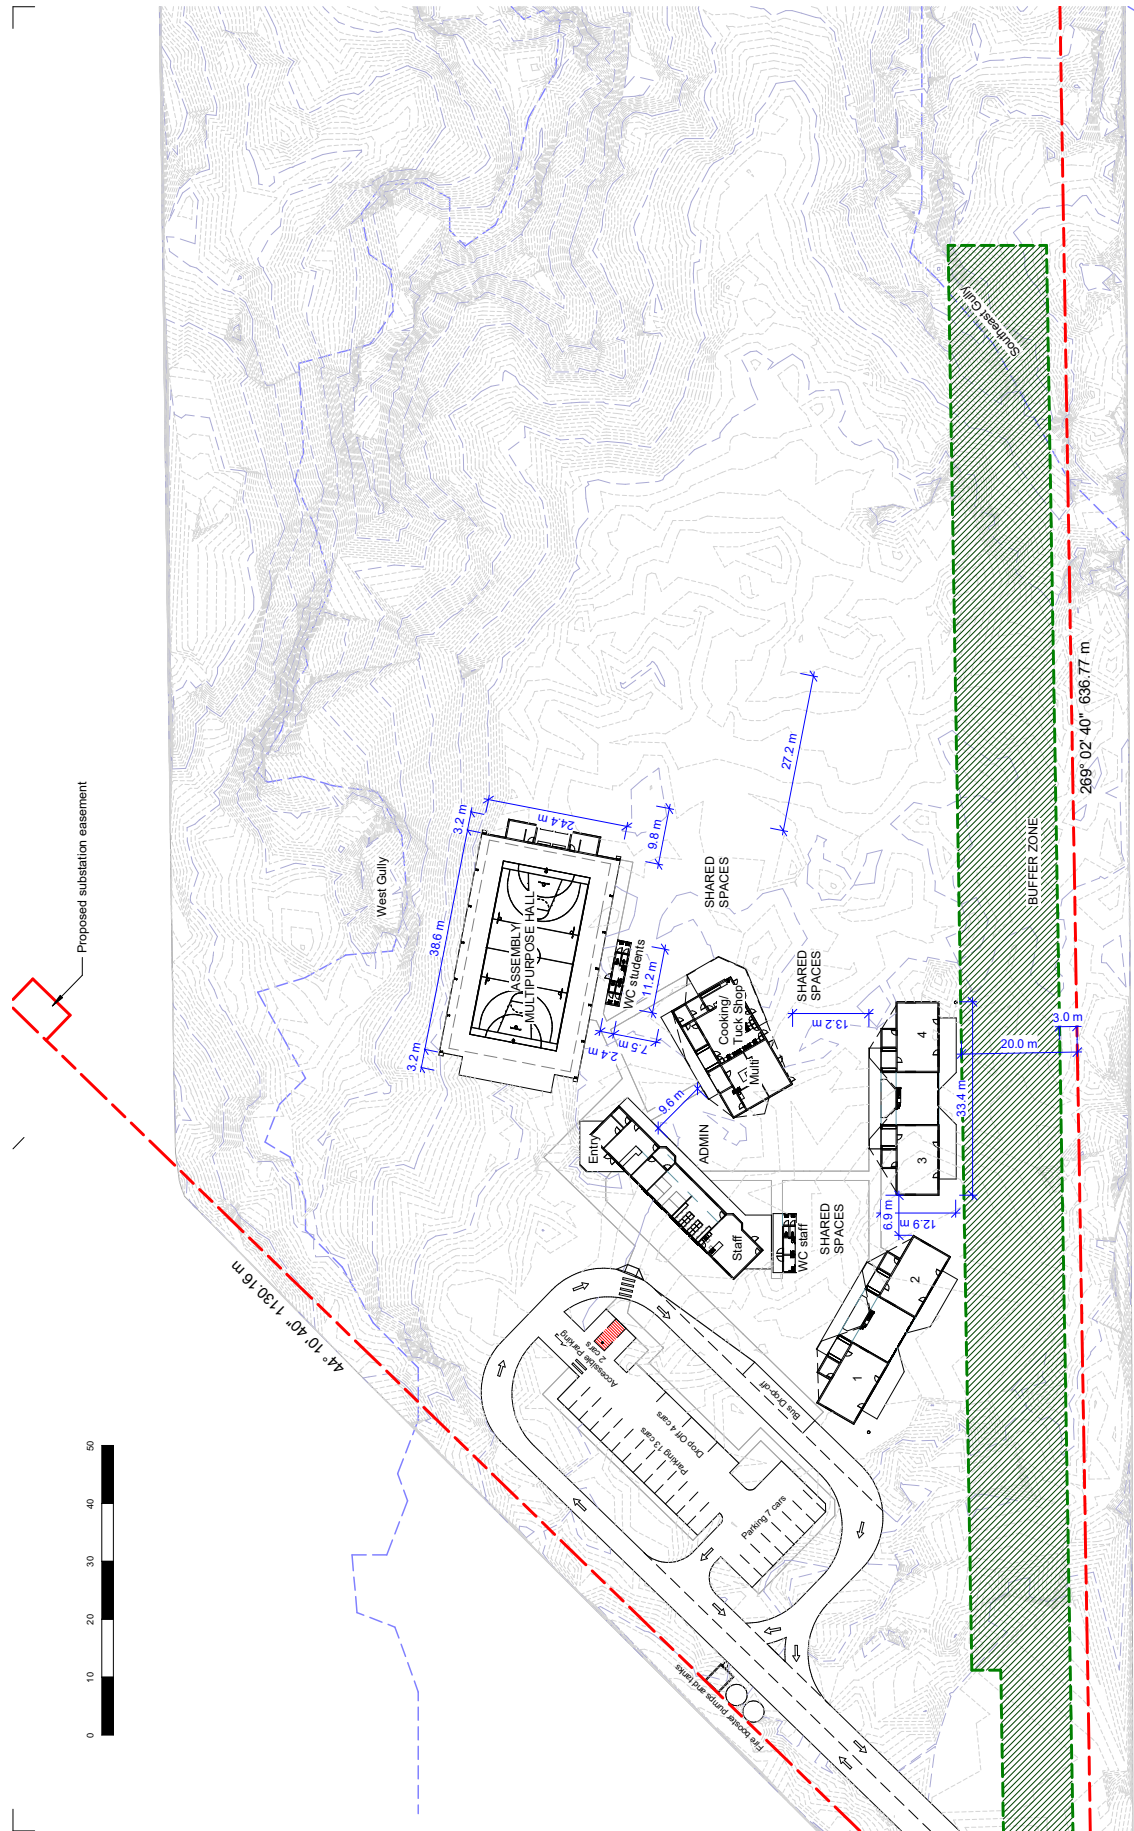 Proposed substation easement
West Gully
Southeast Gully
44° 10' 40" 1130.16 m
269° 02' 40" 636.77 m
BUFFER ZONE
ASSEMBLY/
MULTIPURPOSE HALL
3.2 m
38.6 m
3.2 m
24.4 m
9.8 m
27.2 m
WC students
11.2 m
2.4 m
7.5 m
SHARED
SPACES
Cooking/
Tuck Shop
Multi
SHARED
SPACES
13.2 m
9.6 m
Entry
ADMIN
Staff
WC staff
SHARED
SPACES
4
3
33.4 m
3.0 m
20.0 m
6.9 m
12.9 m
2
1
Accessible Parking
2 cars
Drop Off 4 cars
Parking 13 cars
Bus Drop-off
Parking 7 cars
Fire booster pumps and tanks
0
10
20
30
40
50